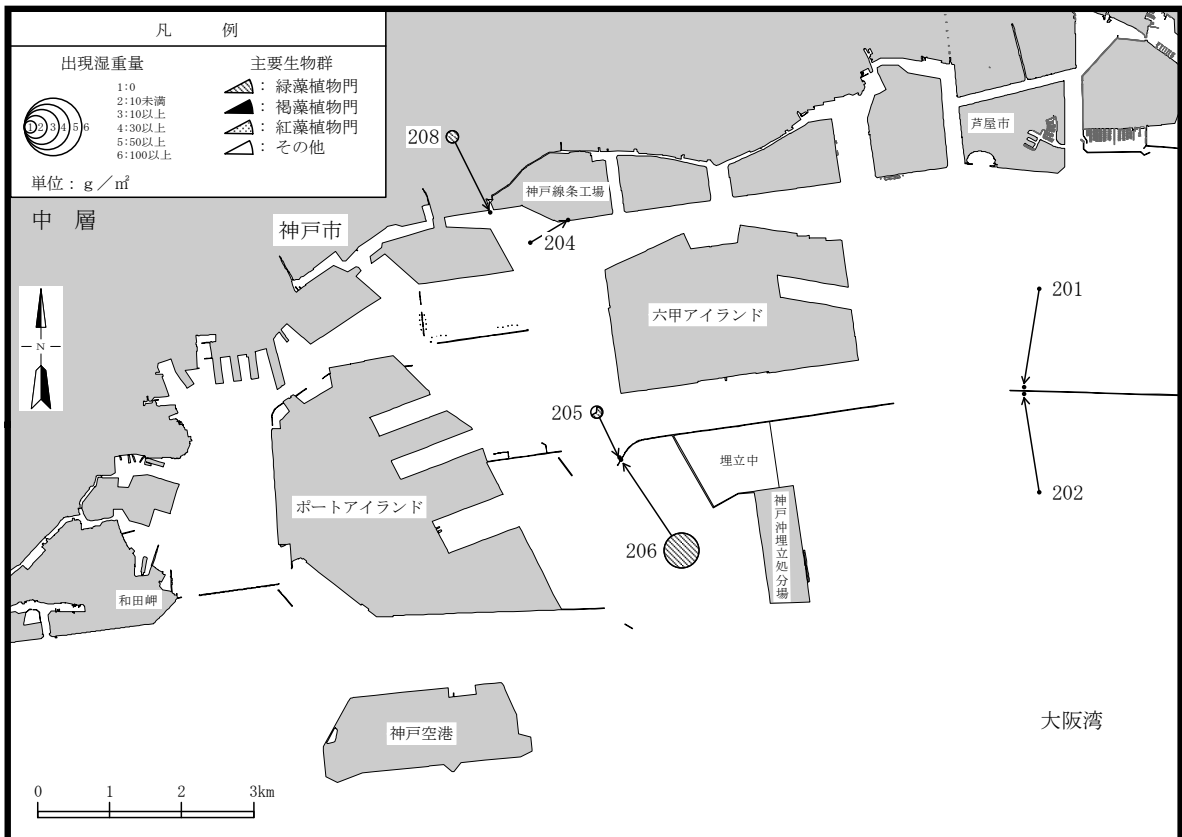 凡 例
出現湿重量
1:0
2:10未満
3:10以上
4:30以上
5:50以上
6:100以上
1 2 3 4 5 6
単位：g／㎡
主要生物群
：緑藻植物門
：褐藻植物門
：紅藻植物門
：その他
中 層
208
神戸線条工場
芦屋市
神戸市
204
N
六甲アイランド
201
205
埋立中
ポートアイランド
202
206
神戸沖埋立処分場
和田岬
大阪湾
神戸空港
0 1 2 3km